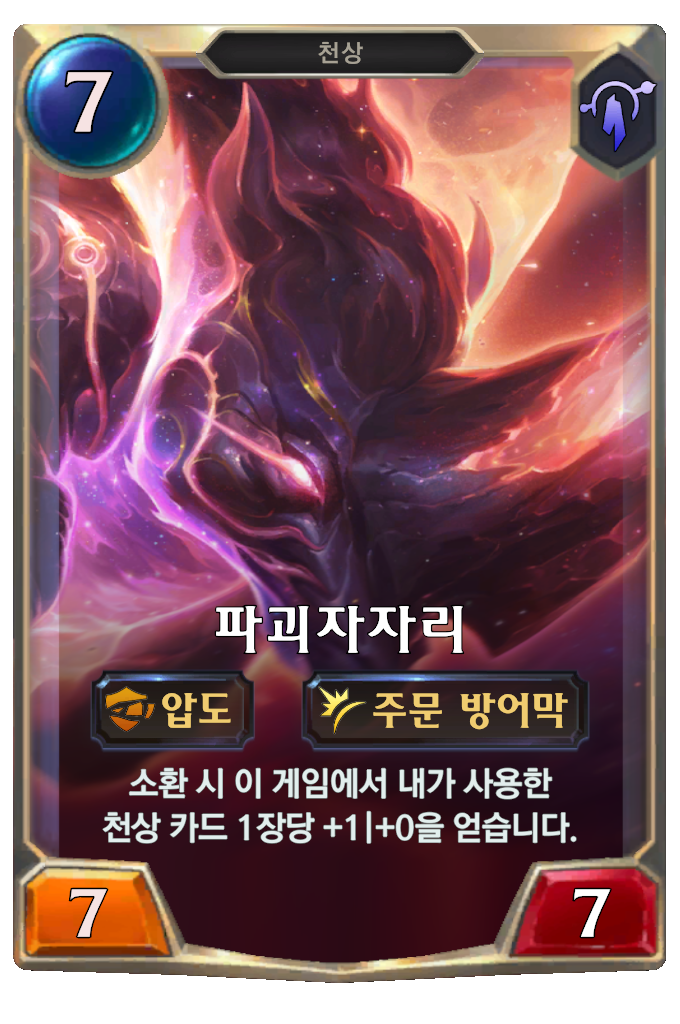 천상
7
파괴자자리
압도 주문 방어막
소환 시 이 게임에서 내가 사용한
천상 카드 1장당 +1|+0을 얻습니다.
7 7